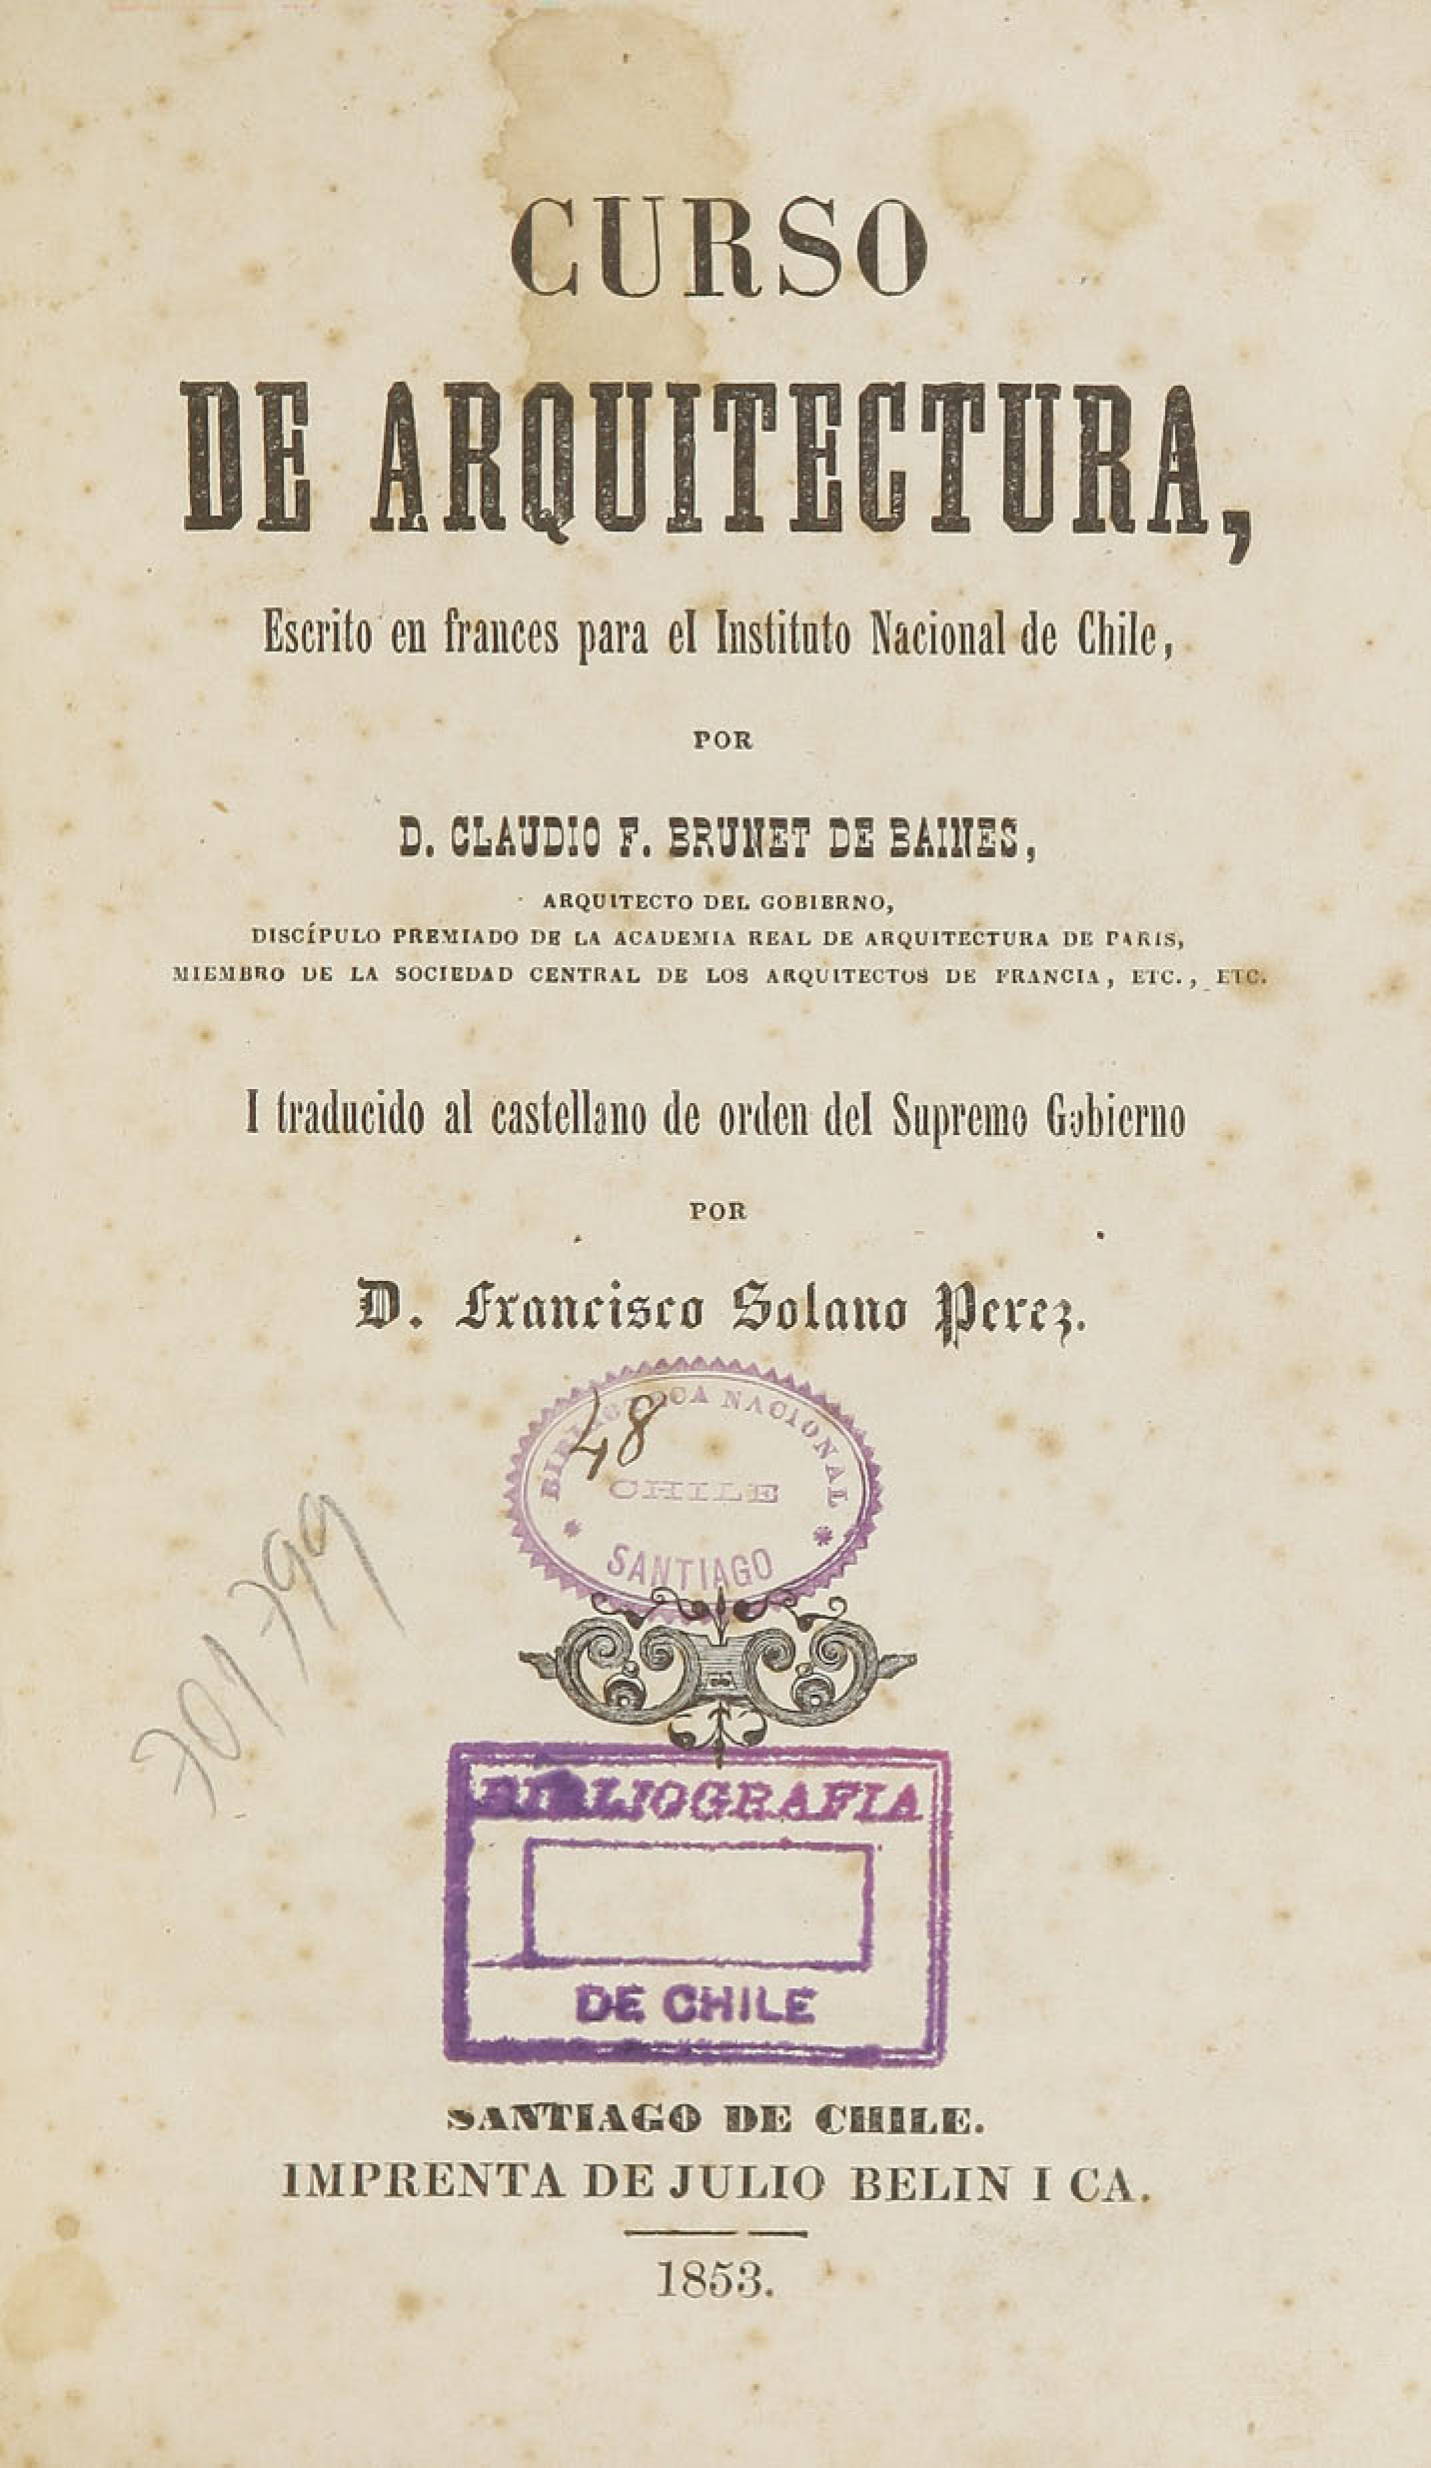 CURSO
DE ARQUITECTURA,
Escrito en frances para el Instituto Nacional de Chile,
POR
D. CLAUDIO F. BRUNET DE BAINES,
ARQUITECTO DEL GOBIERNO,
DISCÍPULO PREMIADO DE LA ACADEMIA REAL DE ARQUITECTURA DE PARIS,
MIEMBRO DE LA SOCIEDAD CENTRAL DE LOS ARQUITECTOS DE FRANCIA, ETC., ETC.
I traducido al castellano de orden del Supremo Gobierno
POR
D. Francisco Solano Perez.
BIBLIOTECA NACIONAL
48
CHILE
* SANTIAGO *
701799
BIBLIOGRAFIA
DE CHILE
SANTIAGO DE CHILE.
IMPRENTA DE JULIO BELIN I CA.
1853.